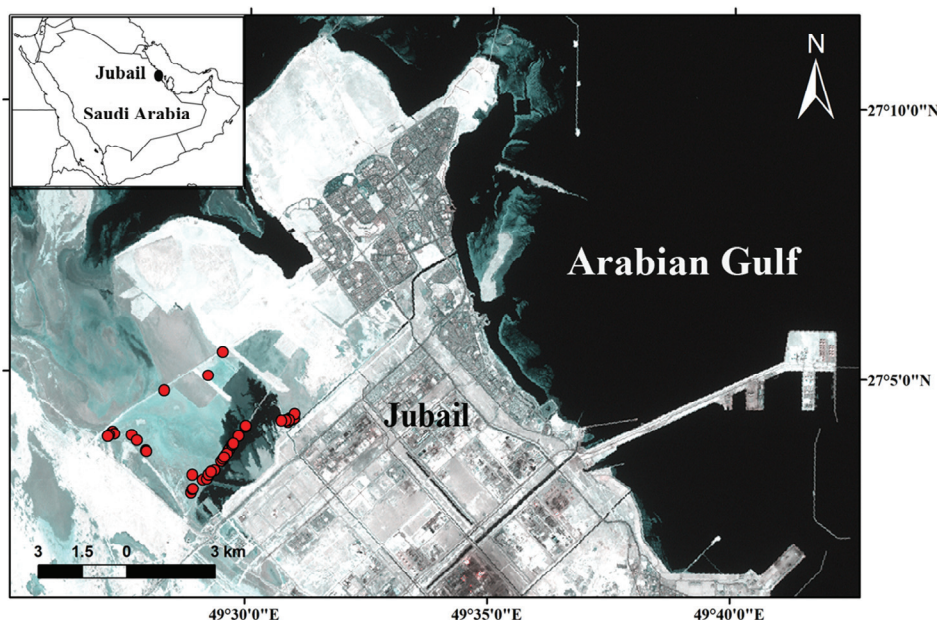 Jubail
Saudi Arabia
N
27°10'0"N
Arabian Gulf
27°5'0"N
Jubail
3 1.5 0 3 km
49°30'0"E 49°35'0"E 49°40'0"E